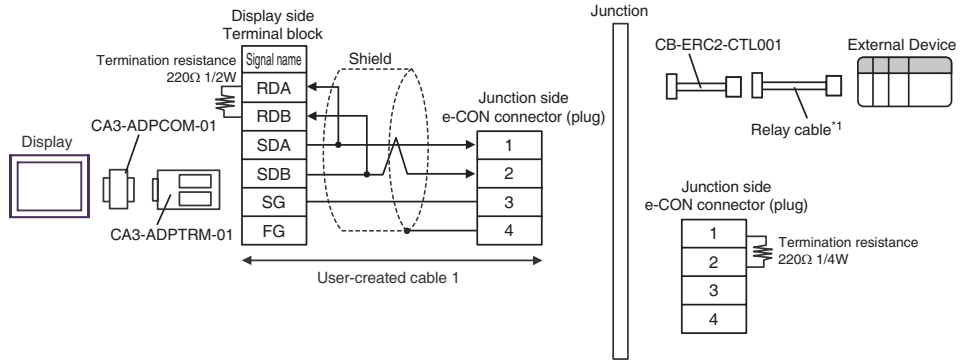 Display side
Terminal block
Junction
Termination resistance
220Ω 1/2W
Signal name
Shield
CB-ERC2-CTL001
External Device
RDA
RDB
SDA
SDB
SG
FG
Junction side
e-CON connector (plug)
1
2
3
4
Relay cable*1
CA3-ADPCOM-01
Display
CA3-ADPTRM-01
User-created cable 1
Junction side
e-CON connector (plug)
1
2
3
4
Termination resistance
220Ω 1/4W